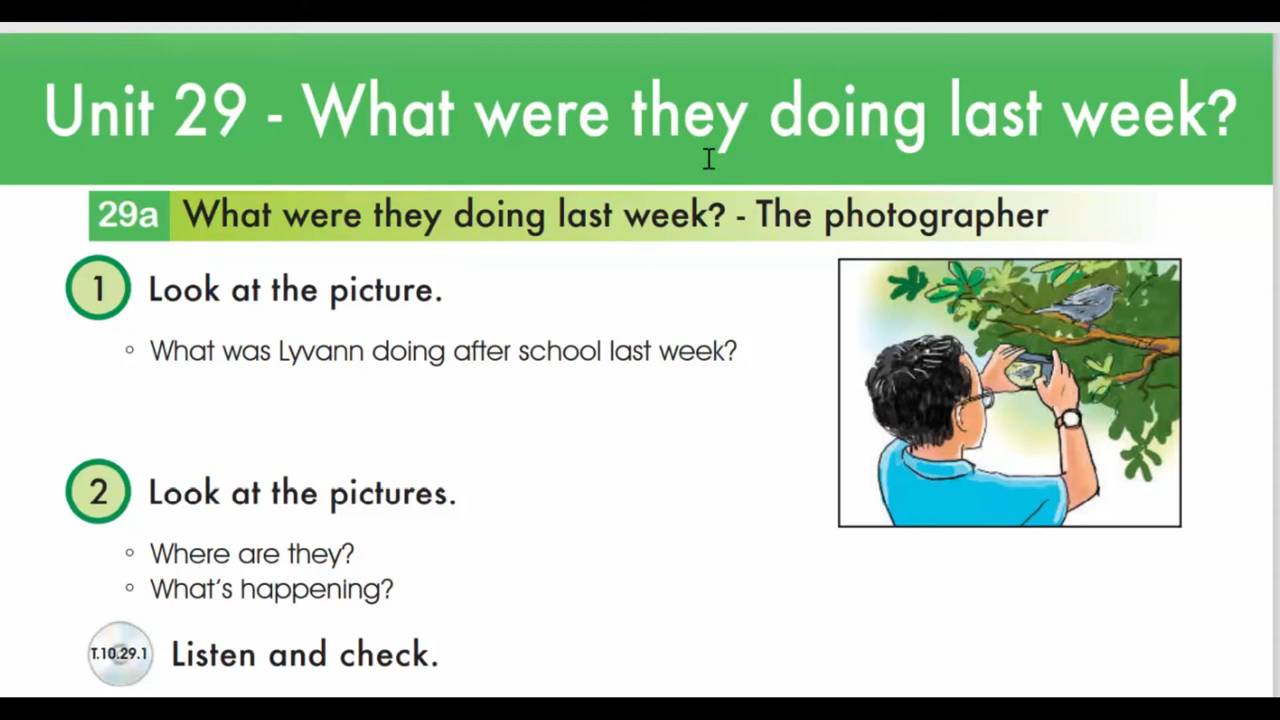 Unit 29 - What were they doing last week?
29a What were they doing last week? - The photographer
1 Look at the picture.
◦ What was Lyvann doing after school last week?
2 Look at the pictures.
◦ Where are they?
◦ What's happening?
T.10.29.1 Listen and check.